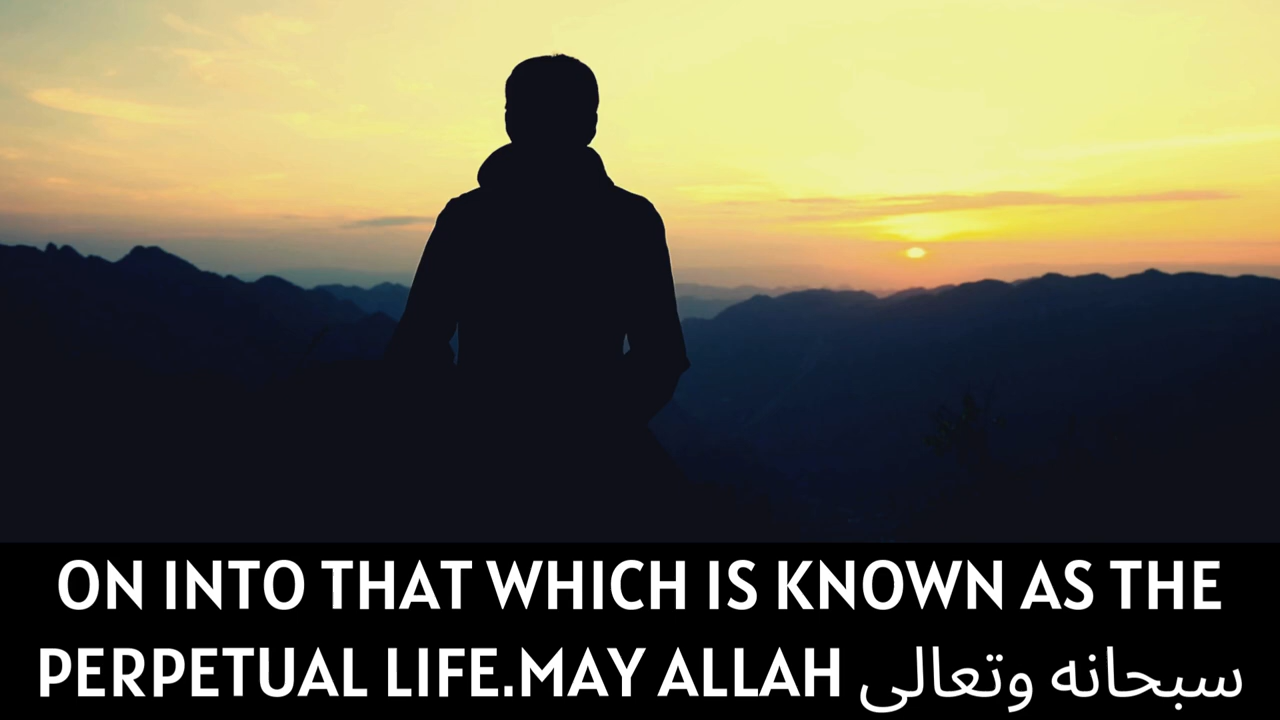 ON INTO THAT WHICH IS KNOWN AS THE
PERPETUAL LIFE.MAY ALLAH سبحانه وتعالى